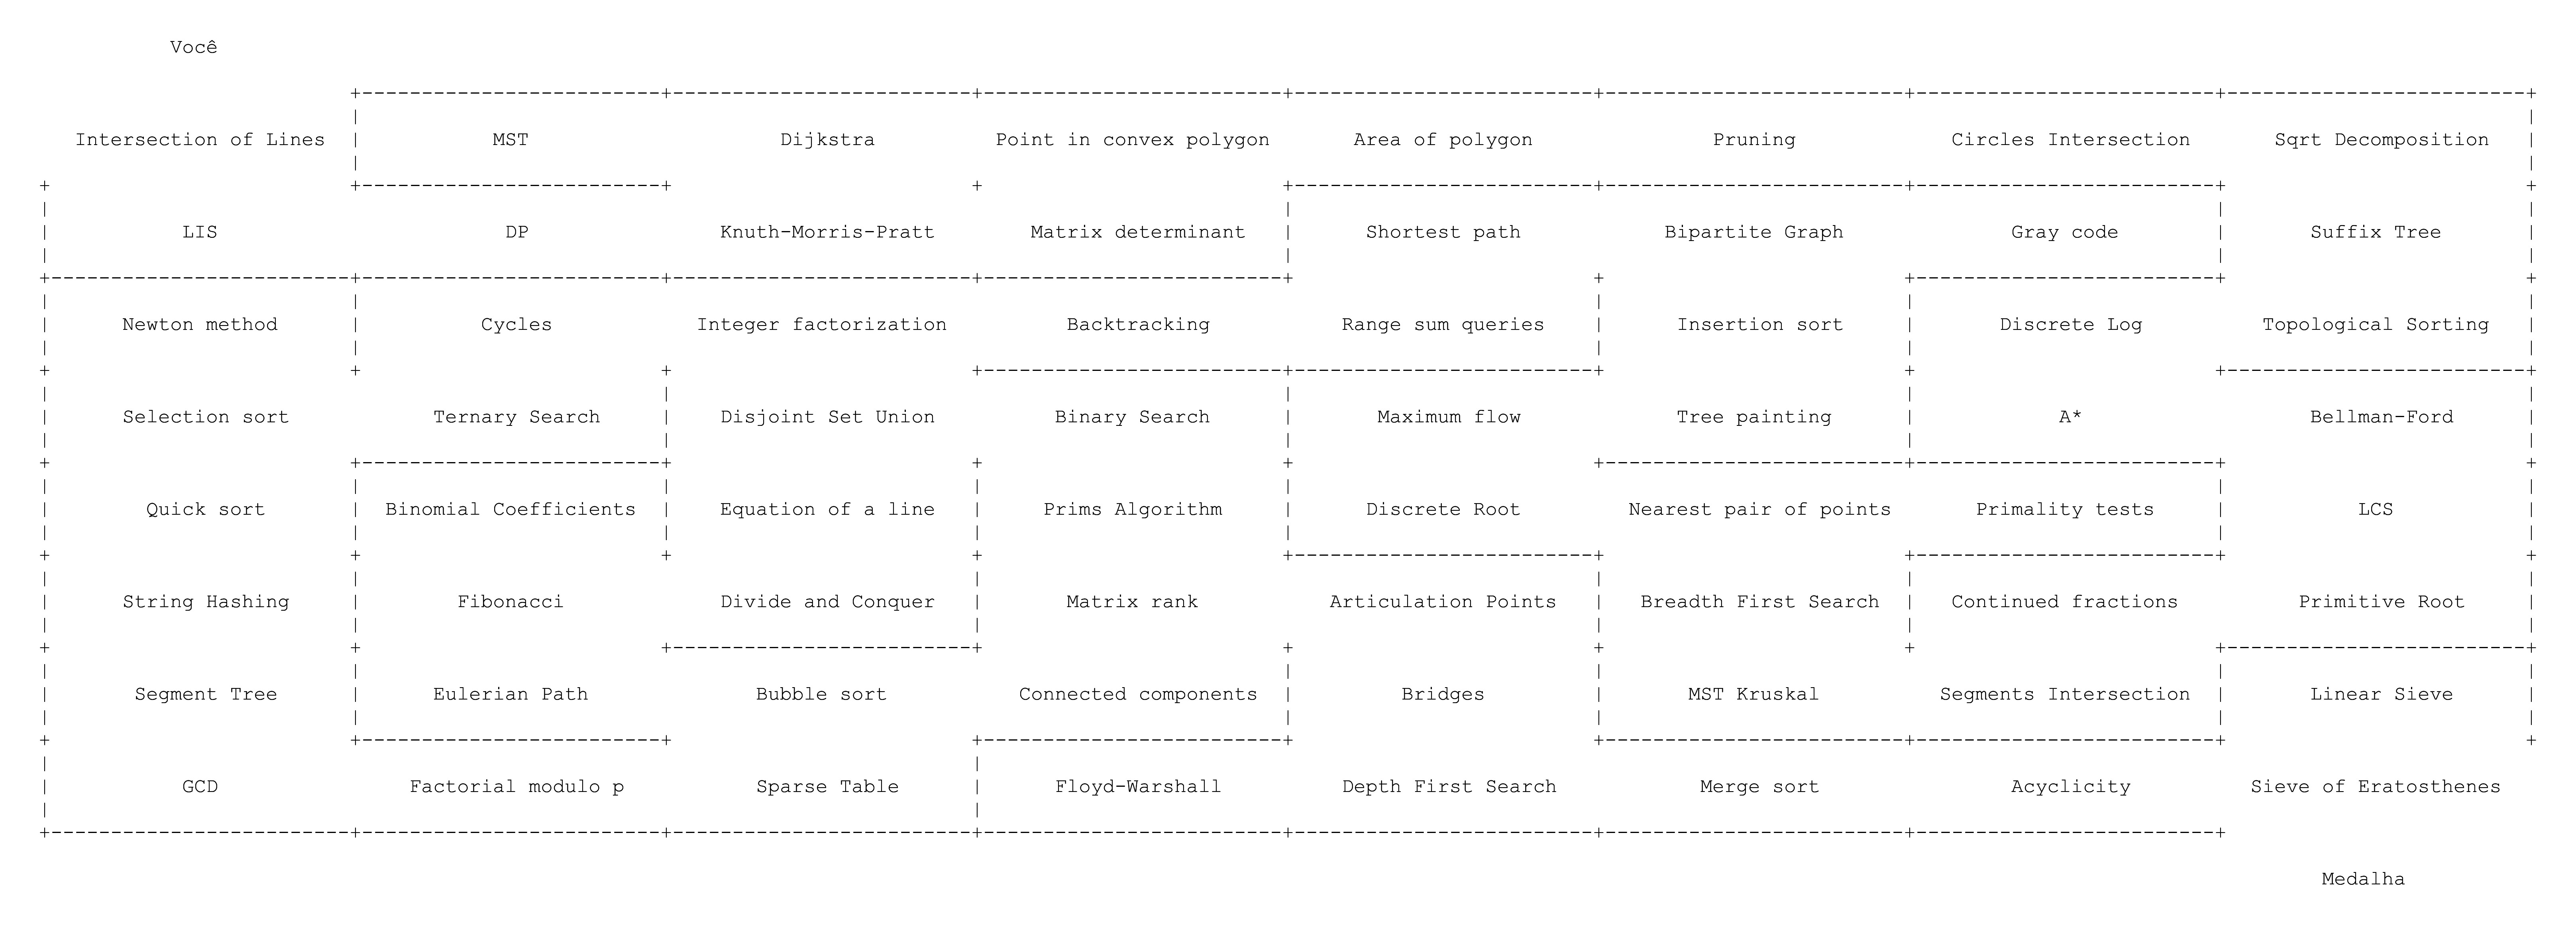 Você
Intersection of Lines MST Dijkstra Point in convex polygon Area of polygon Pruning Circles Intersection Sqrt Decomposition
LIS DP Knuth-Morris-Pratt Matrix determinant Shortest path Bipartite Graph Gray code Suffix Tree
Newton method Cycles Integer factorization Backtracking Range sum queries Insertion sort Discrete Log Topological Sorting
Selection sort Ternary Search Disjoint Set Union Binary Search Maximum flow Tree painting A* Bellman-Ford
Quick sort Binomial Coefficients Equation of a line Prims Algorithm Discrete Root Nearest pair of points Primality tests LCS
String Hashing Fibonacci Divide and Conquer Matrix rank Articulation Points Breadth First Search Continued fractions Primitive Root
Segment Tree Eulerian Path Bubble sort Connected components Bridges MST Kruskal Segments Intersection Linear Sieve
GCD Factorial modulo p Sparse Table Floyd-Warshall Depth First Search Merge sort Acyclicity Sieve of Eratosthenes
Medalha